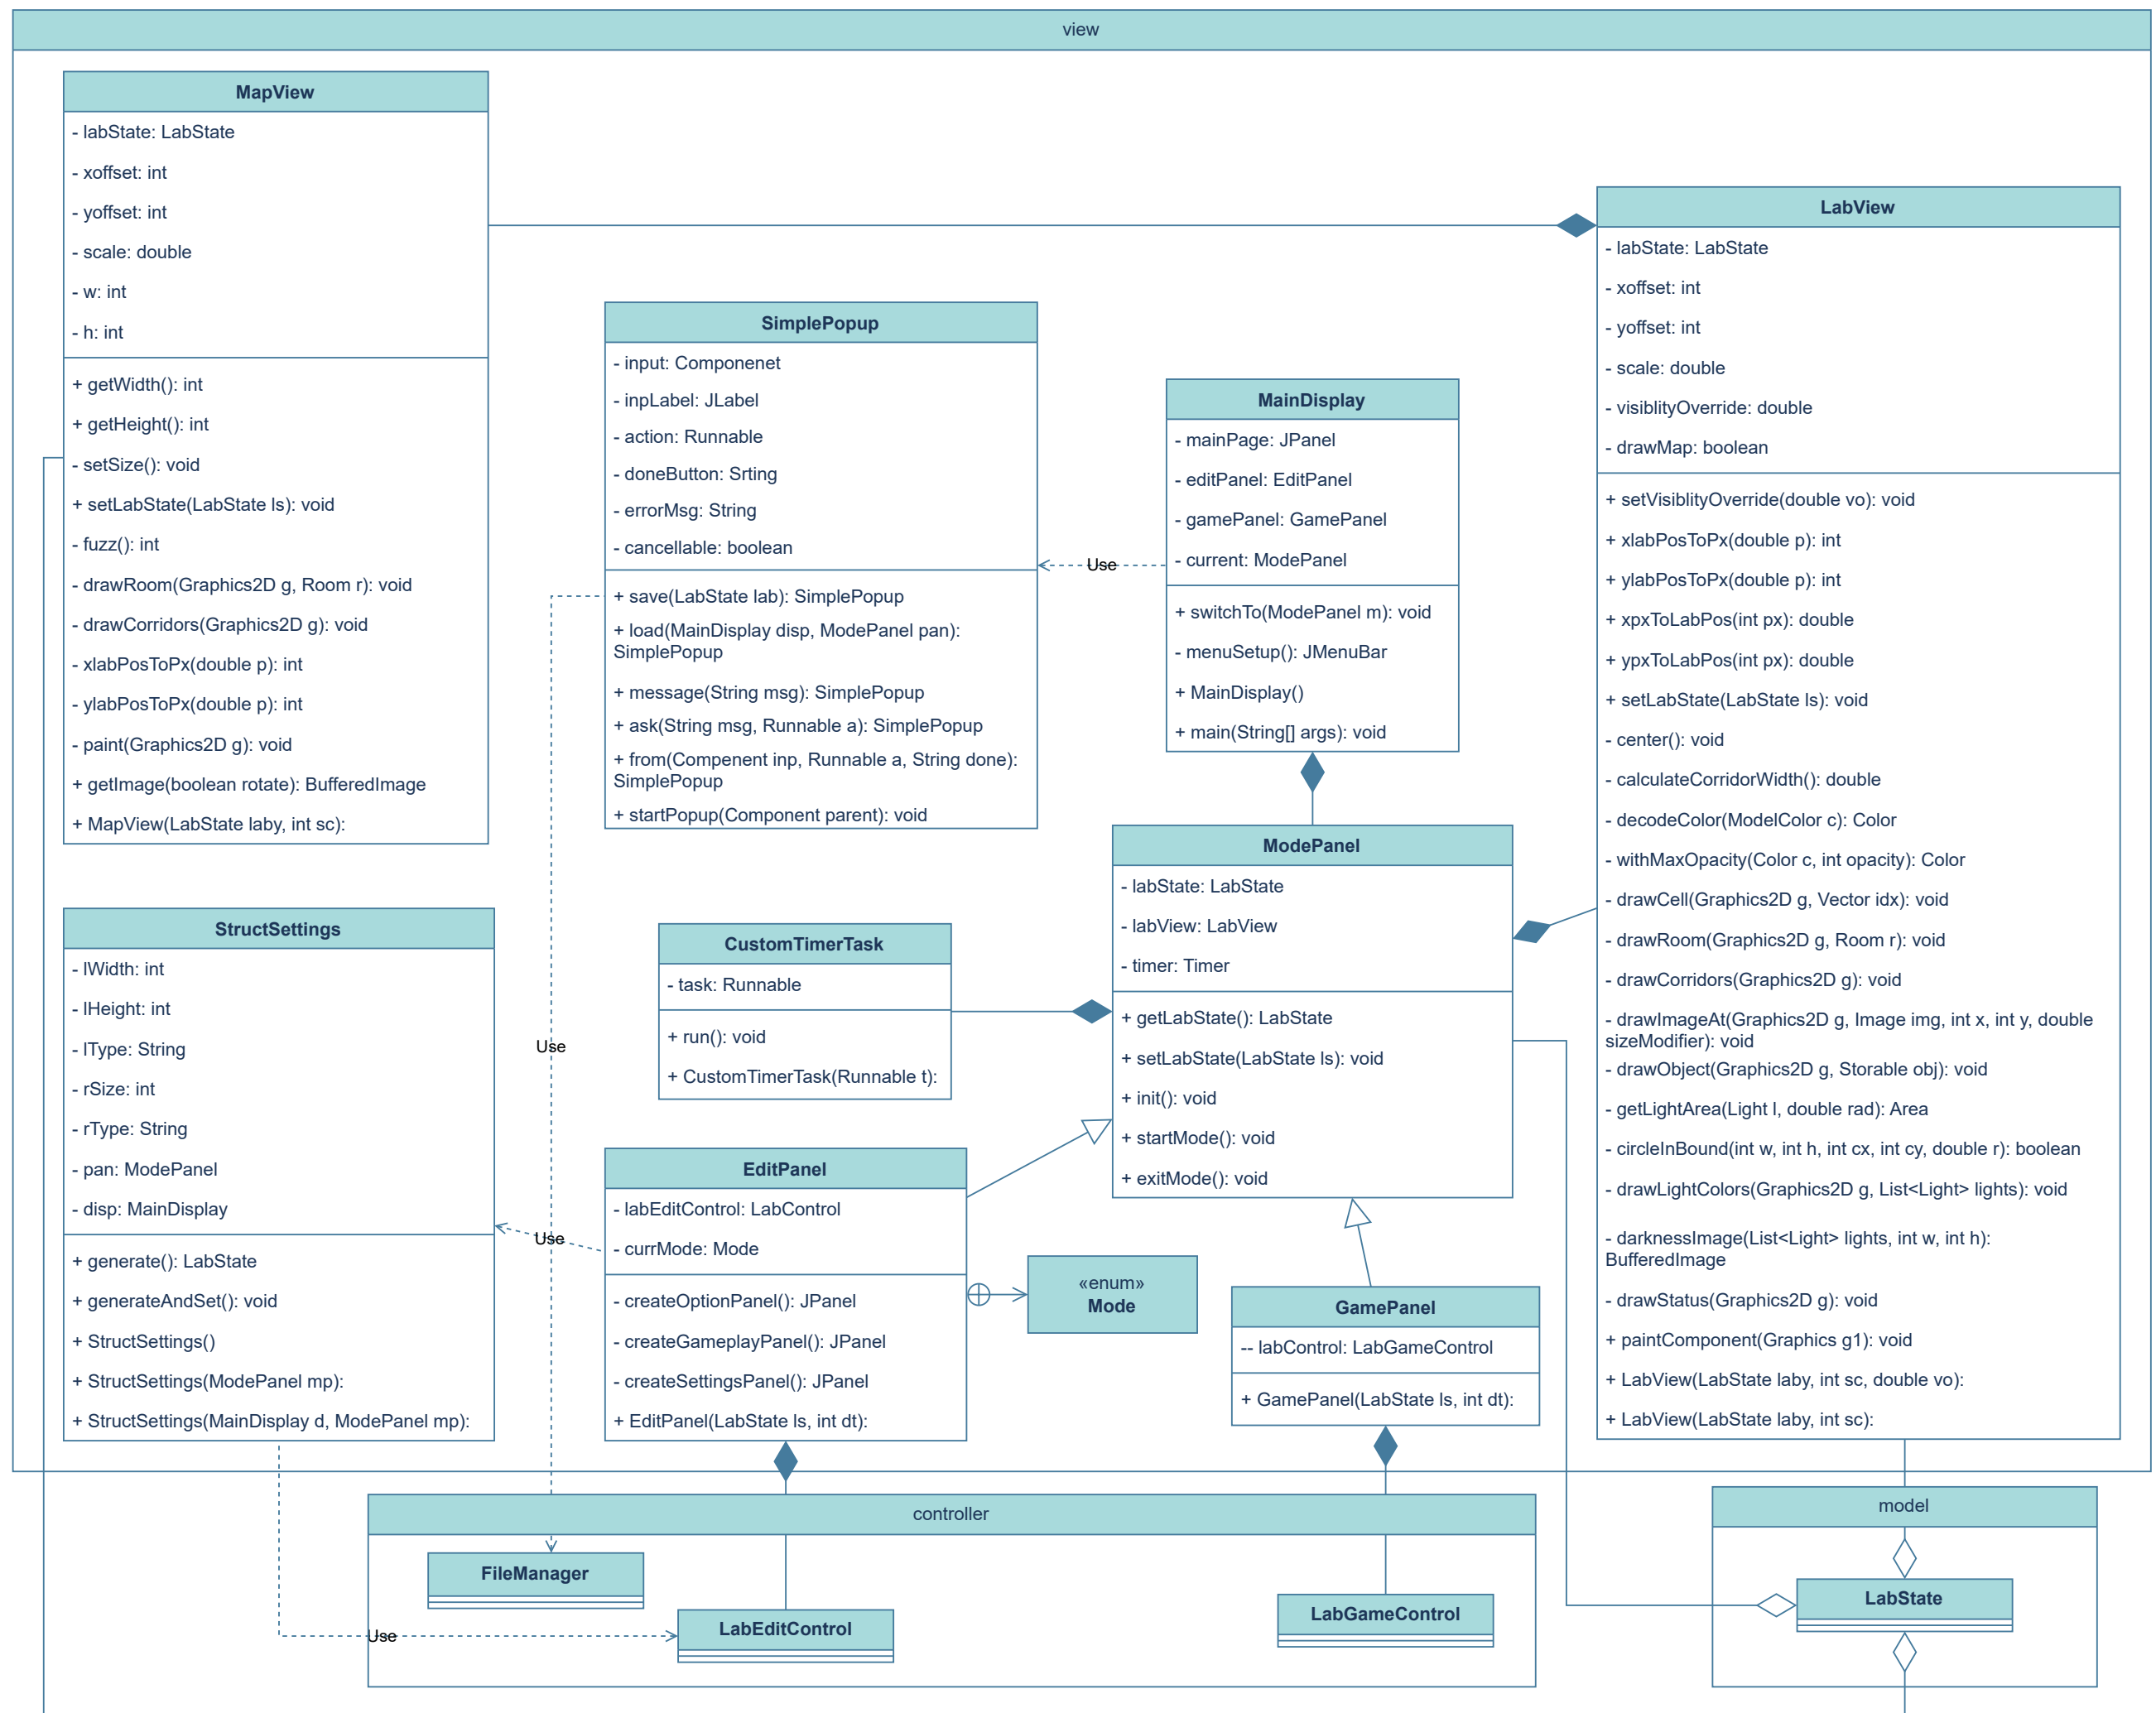 view
MapView
- labState: LabState
- xoffset: int
- yoffset: int
- scale: double
- w: int
- h: int
+ getWidth(): int
+ getHeight(): int
- setSize(): void
+ setLabState(LabState ls): void
- fuzz(): int
- drawRoom(Graphics2D g, Room r): void
- drawCorridors(Graphics2D g): void
- xlabPosToPx(double p): int
- ylabPosToPx(double p): int
- paint(Graphics2D g): void
+ getImage(boolean rotate): BufferedImage
+ MapView(LabState laby, int sc):
SimplePopup
- input: Componenet
- inpLabel: JLabel
- action: Runnable
- doneButton: Srting
- errorMsg: String
- cancellable: boolean
+ save(LabState lab): SimplePopup
+ load(MainDisplay disp, ModePanel pan):
SimplePopup
+ message(String msg): SimplePopup
+ ask(String msg, Runnable a): SimplePopup
+ from(Compenent inp, Runnable a, String done):
SimplePopup
+ startPopup(Component parent): void
Use
MainDisplay
- mainPage: JPanel
- editPanel: EditPanel
- gamePanel: GamePanel
- current: ModePanel
+ switchTo(ModePanel m): void
- menuSetup(): JMenuBar
+ MainDisplay()
+ main(String[] args): void
LabView
- labState: LabState
- xoffset: int
- yoffset: int
- scale: double
- visiblityOverride: double
- drawMap: boolean
+ setVisiblityOverride(double vo): void
+ xlabPosToPx(double p): int
+ ylabPosToPx(double p): int
+ xpxToLabPos(int px): double
+ ypxToLabPos(int px): double
+ setLabState(LabState ls): void
- center(): void
- calculateCorridorWidth(): double
- decodeColor(ModelColor c): Color
- withMaxOpacity(Color c, int opacity): Color
- drawCell(Graphics2D g, Vector idx): void
- drawRoom(Graphics2D g, Room r): void
- drawCorridors(Graphics2D g): void
- drawImageAt(Graphics2D g, Image img, int x, int y, double
sizeModifier): void
- drawObject(Graphics2D g, Storable obj): void
- getLightArea(Light l, double rad): Area
- circleInBound(int w, int h, int cx, int cy, double r): boolean
- drawLightColors(Graphics2D g, List<Light> lights): void
- darknessImage(List<Light> lights, int w, int h):
BufferedImage
- drawStatus(Graphics2D g): void
+ paintComponent(Graphics g1): void
+ LabView(LabState laby, int sc, double vo):
+ LabView(LabState laby, int sc):
StructSettings
- lWidth: int
- lHeight: int
- lType: String
- rSize: int
- rType: String
- pan: ModePanel
- disp: MainDisplay
+ generate(): LabState
+ generateAndSet(): void
+ StructSettings()
+ StructSettings(ModePanel mp):
+ StructSettings(MainDisplay d, ModePanel mp):
Use
Use
CustomTimerTask
- task: Runnable
+ run(): void
+ CustomTimerTask(Runnable t):
ModePanel
- labState: LabState
- labView: LabView
- timer: Timer
+ getLabState(): LabState
+ setLabState(LabState ls): void
+ init(): void
+ startMode(): void
+ exitMode(): void
EditPanel
- labEditControl: LabControl
- currMode: Mode
- createOptionPanel(): JPanel
- createGameplayPanel(): JPanel
- createSettingsPanel(): JPanel
+ EditPanel(LabState ls, int dt):
«enum»
Mode
GamePanel
-- labControl: LabGameControl
+ GamePanel(LabState ls, int dt):
controller
FileManager
Use
LabEditControl
LabGameControl
model
LabState